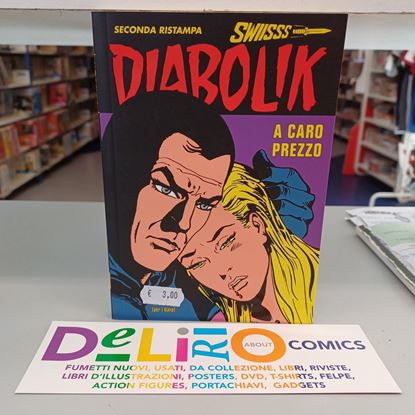 SECONDA RISTAMPA
SWIISSS
DIABOLIK
A CARO
PREZZO
€ 3,00
DeLiRiO ABOUT COMICS
FUMETTI NUOVI, USATI, DA COLLEZIONE, LIBRI, RIVISTE,
LIBRI D'ILLUSTRAZIONI, POSTERS, DVD, T-SHIRTS, FELPE,
ACTION FIGURES, PORTACHIAVI, GADGETS